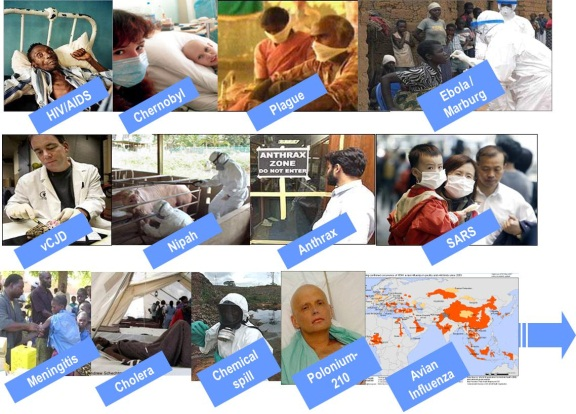 HIV/AIDS
Chernobyl
Plague
Ebola/
Marburg
ANTHRAX
ZONE
DO NOT ENTER
vCJD
Nipah
Anthrax
SARS
Meningitis
Cholera
Chemical
spill
Polonium-
210
Avian
Influenza